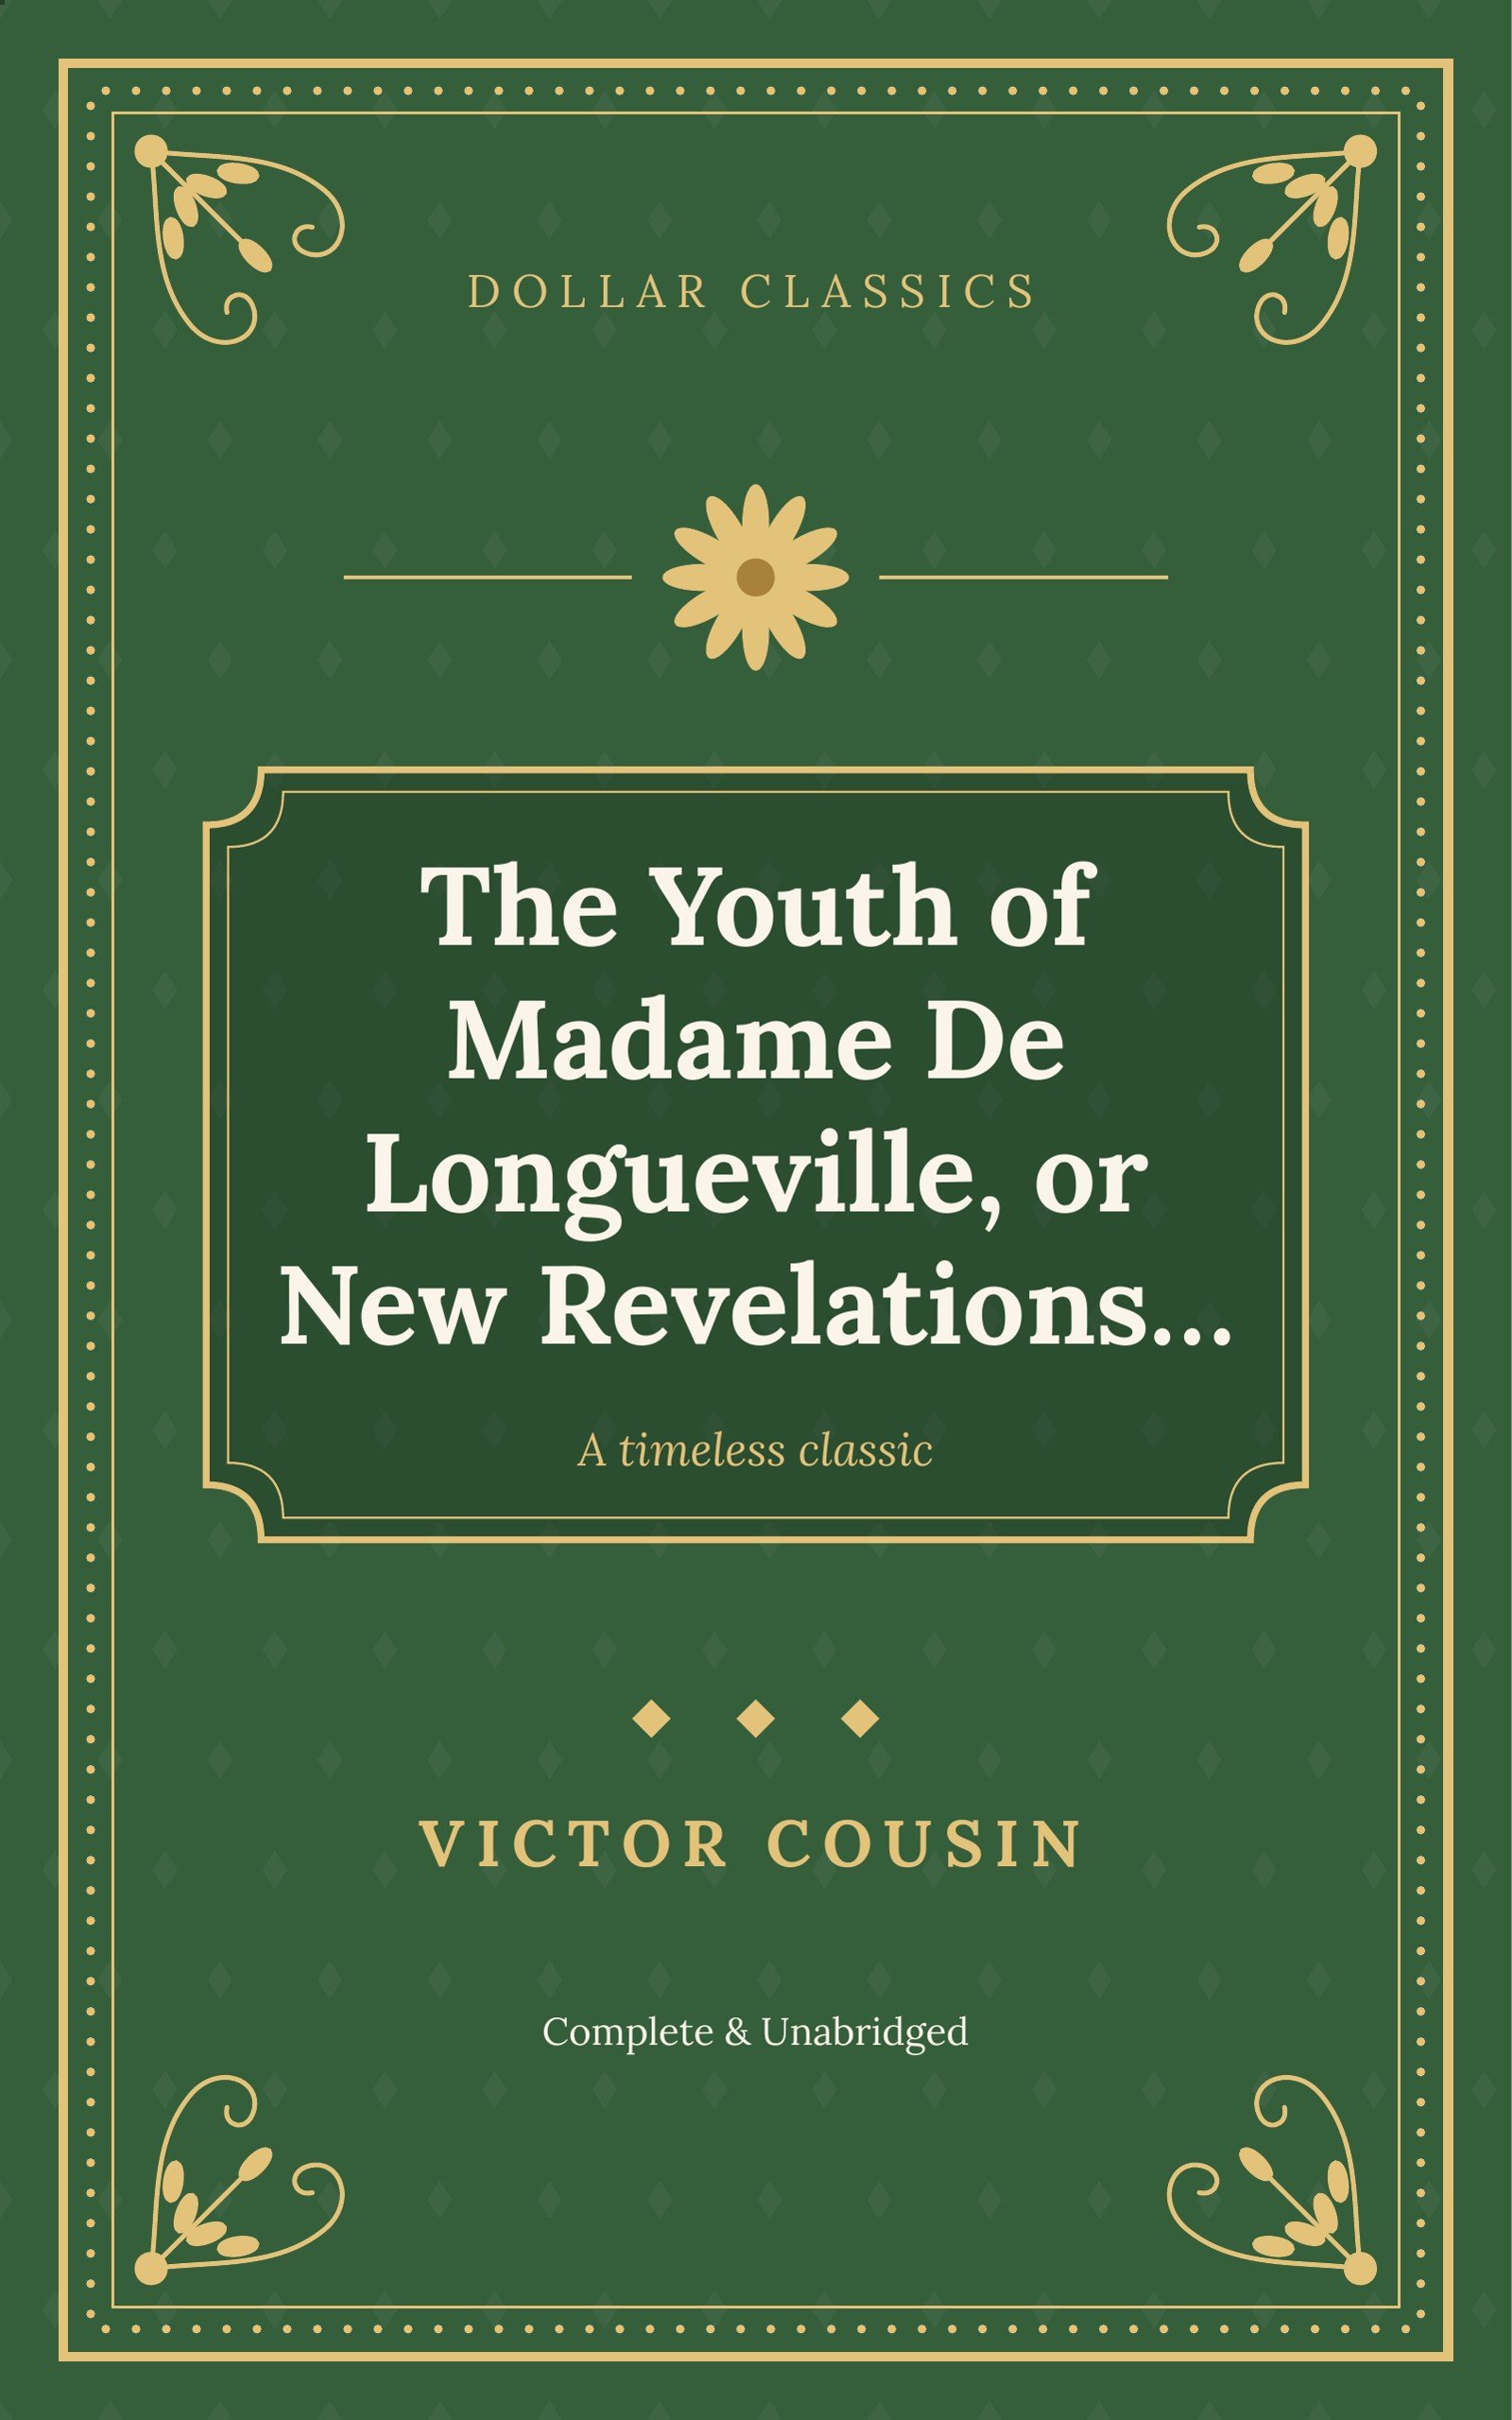 DOLLAR CLASSICS
The Youth of
Madame De
Longueville, or
New Revelations...
A timeless classic
VICTOR COUSIN
Complete & Unabridged